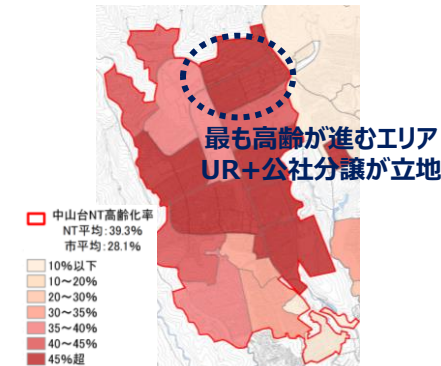 最も高齢が進むエリア
UR+公社分譲が立地
中山台NT高齢化率
NT平均:39.3%
市平均:28.1%
10%以下
10～20%
20～30%
30～35%
35～40%
40～45%
45%超